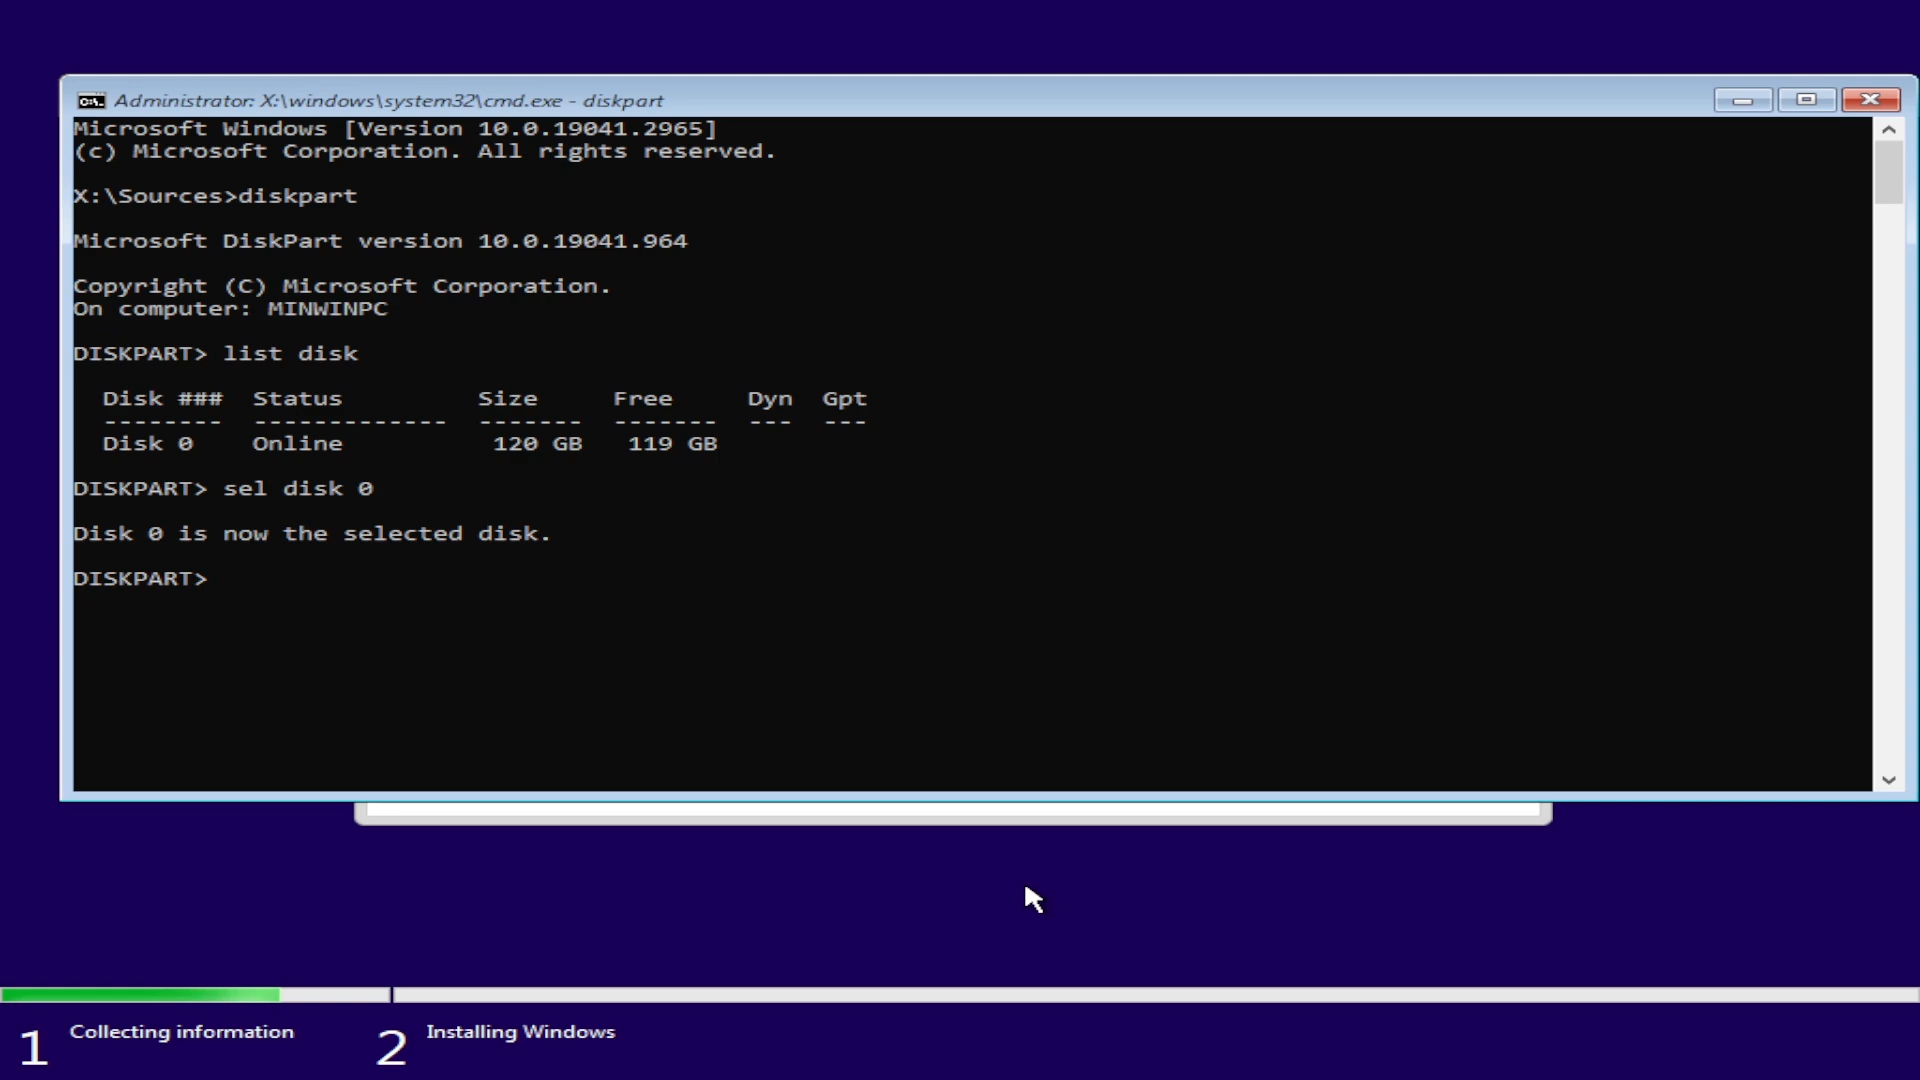 Administrator: X:\windows\system32\cmd.exe - diskpart
Microsoft Windows [Version 10.0.19041.2965]
(c) Microsoft Corporation. All rights reserved.
X:\Sources>diskpart
Microsoft DiskPart version 10.0.19041.964
Copyright (C) Microsoft Corporation.
On computer: MINWINPC
DISKPART> list disk
  Disk ###  Status         Size     Free     Dyn  Gpt
  --------  -------------  -------  -------  ---  ---
  Disk 0    Online          120 GB   119 GB
DISKPART> sel disk 0
Disk 0 is now the selected disk.
DISKPART>
1 Collecting information 2 Installing Windows